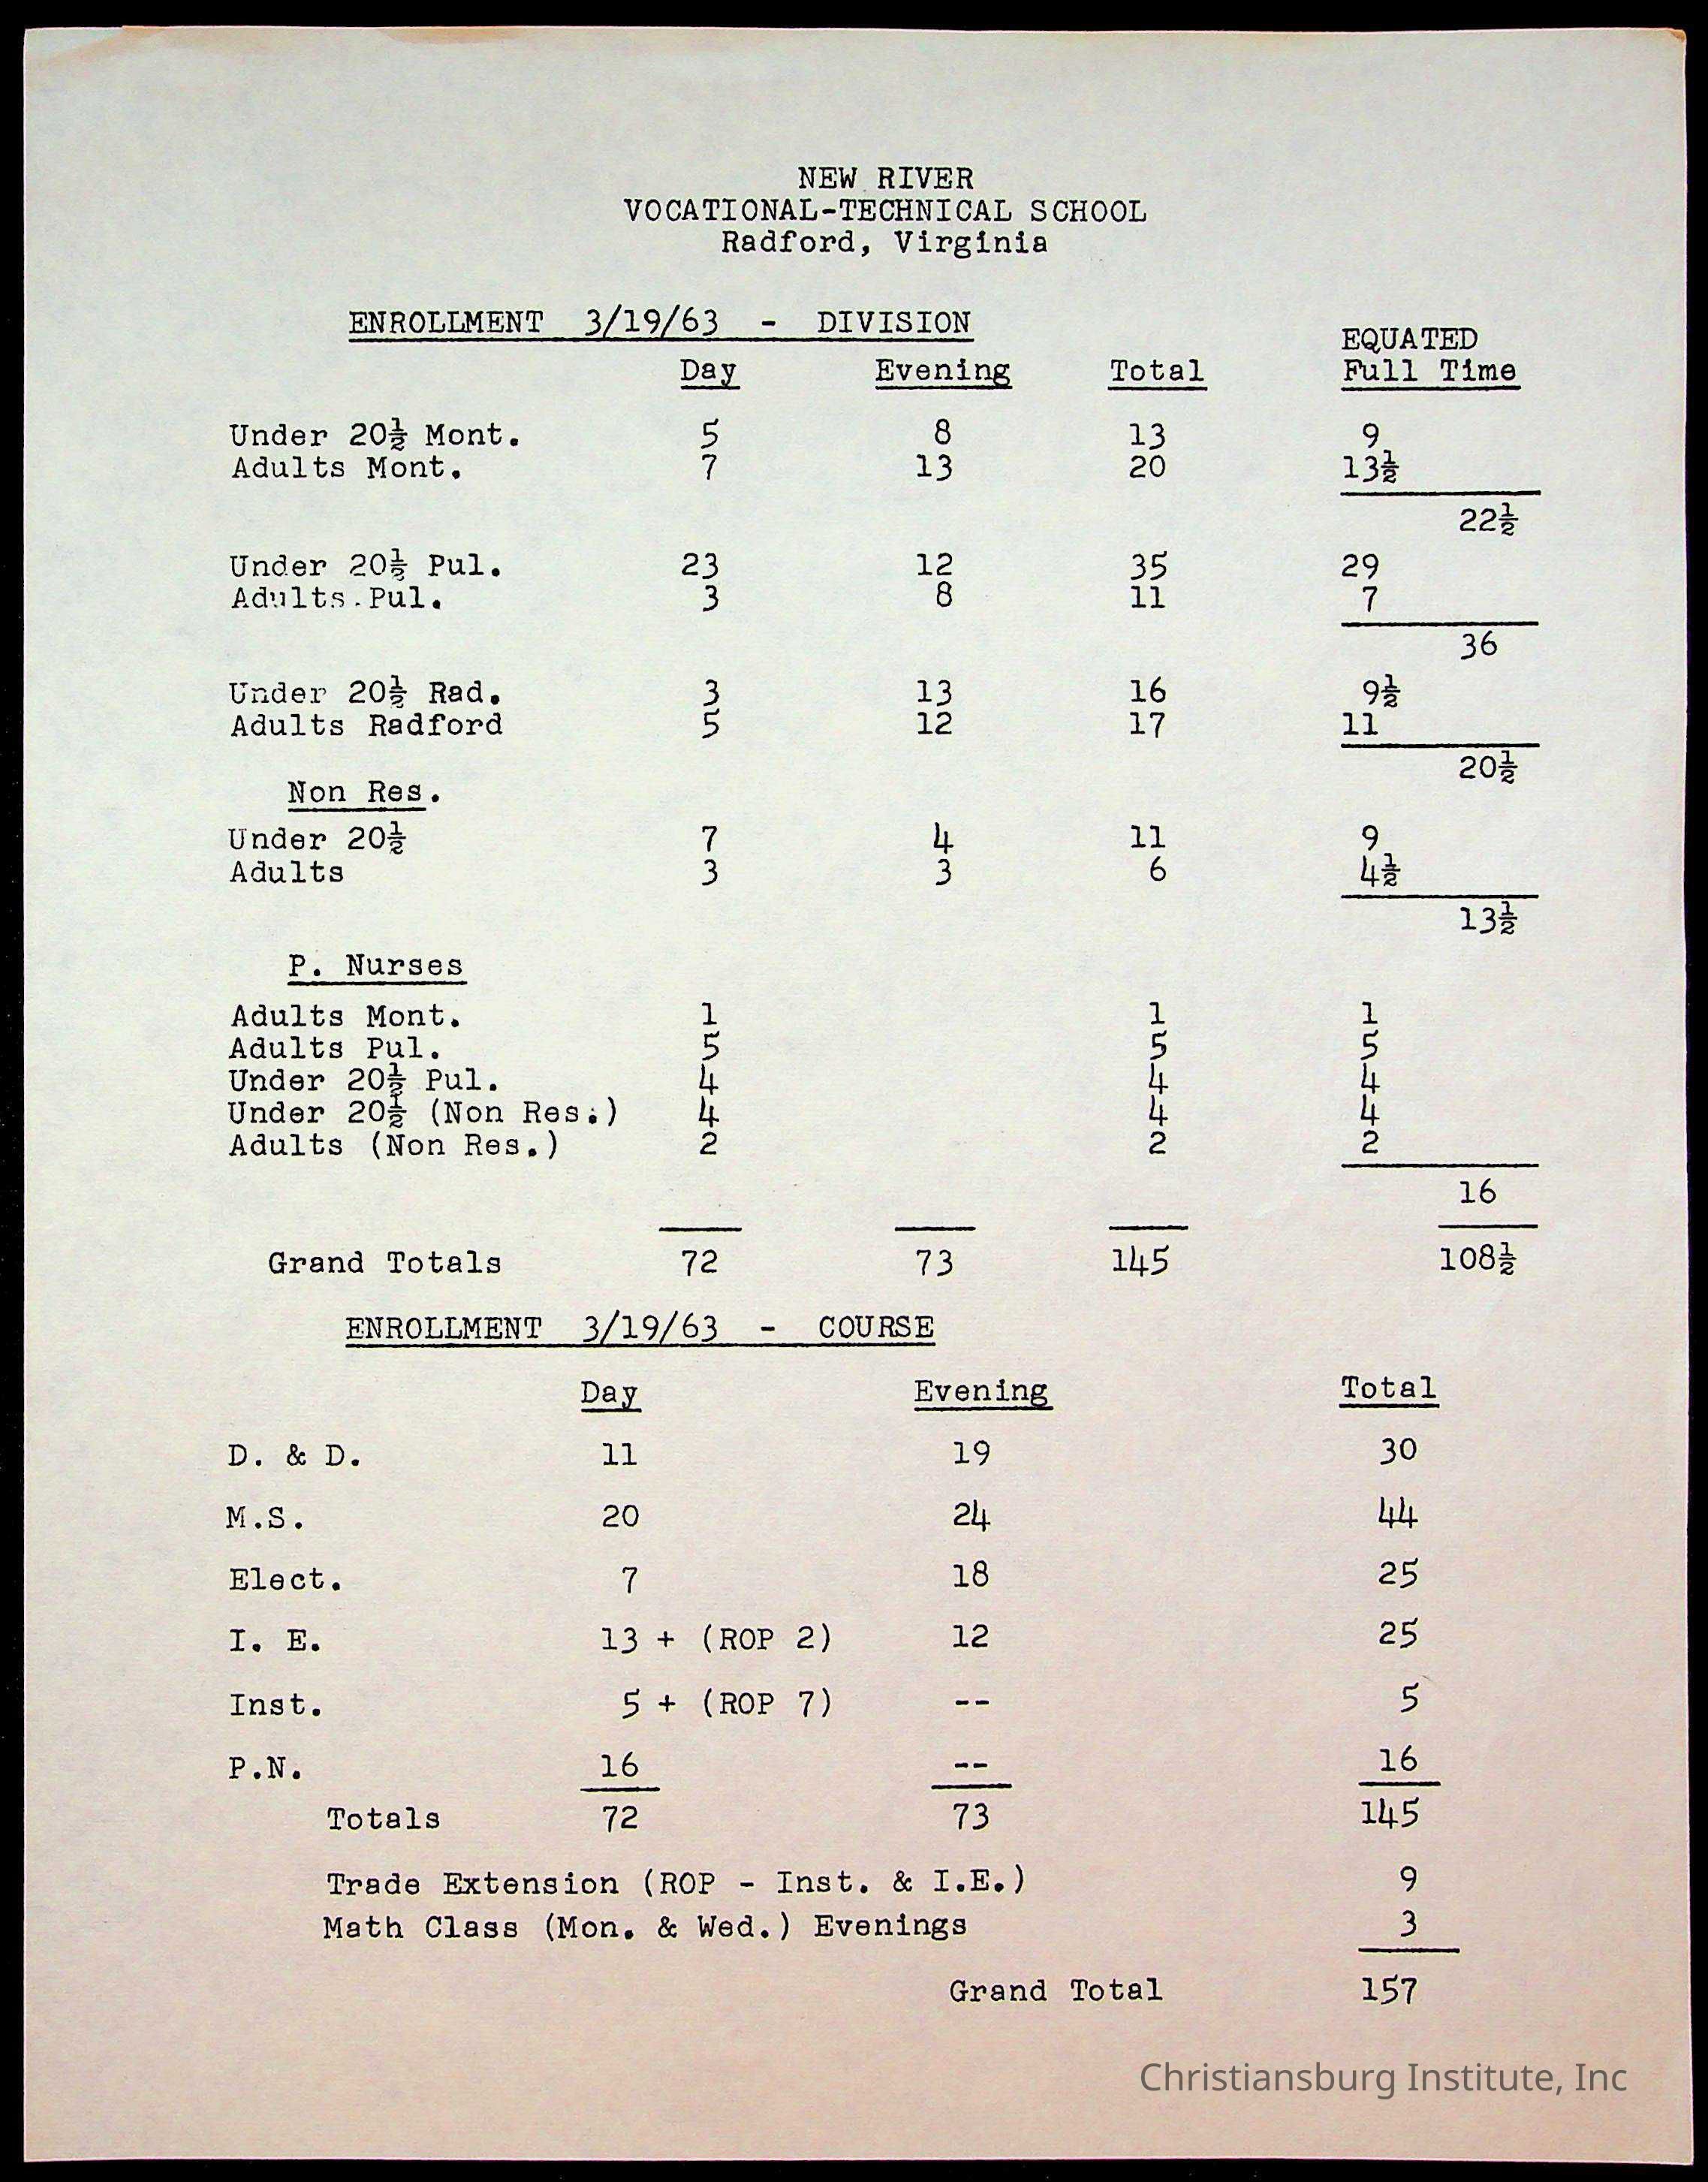 NEW RIVER
VOCATIONAL-TECHNICAL SCHOOL
Radford, Virginia
ENROLLMENT 3/19/63 - DIVISION
EQUATED
Day Evening Total Full Time
Under 20½ Mont. 5 8 13 9
Adults Mont. 7 13 20 13½
22½
Under 20½ Pul. 23 12 35 29
Adults.Pul. 3 8 11 7
36
Under 20½ Rad. 3 13 16 9½
Adults Radford 5 12 17 11
20½
Non Res.
Under 20½ 7 4 11 9
Adults 3 3 6 4½
13½
P. Nurses
Adults Mont. 1 1 1
Adults Pul. 5 5 5
Under 20½ Pul. 4 4 4
Under 20½ (Non Res.) 4 4 4
Adults (Non Res.) 2 2 2
16
Grand Totals 72 73 145 108½
ENROLLMENT 3/19/63 - COURSE
Day Evening Total
D. & D. 11 19 30
M.S. 20 24 44
Elect. 7 18 25
I. E. 13 + (ROP 2) 12 25
Inst. 5 + (ROP 7) -- 5
P.N. 16 -- 16
Totals 72 73 145
Trade Extension (ROP - Inst. & I.E.) 9
Math Class (Mon. & Wed.) Evenings 3
Grand Total 157
Christiansburg Institute, Inc